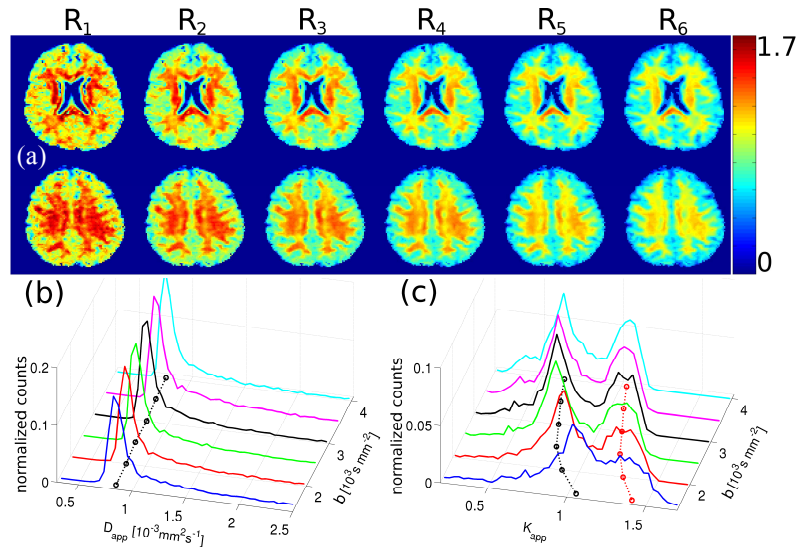 R1 R2 R3 R4 R5 R6
1.7
(a)
0
(b)
(c)
0.2
0.1
0
normalized counts
0.5
1
1.5
2
2.5
Dapp [10-3mm2s-1]
2
3
4
b [103s mm-2]
0.1
0.05
0
normalized counts
0.5
1
1.5
Kapp
2
3
4
b [103s mm-2]